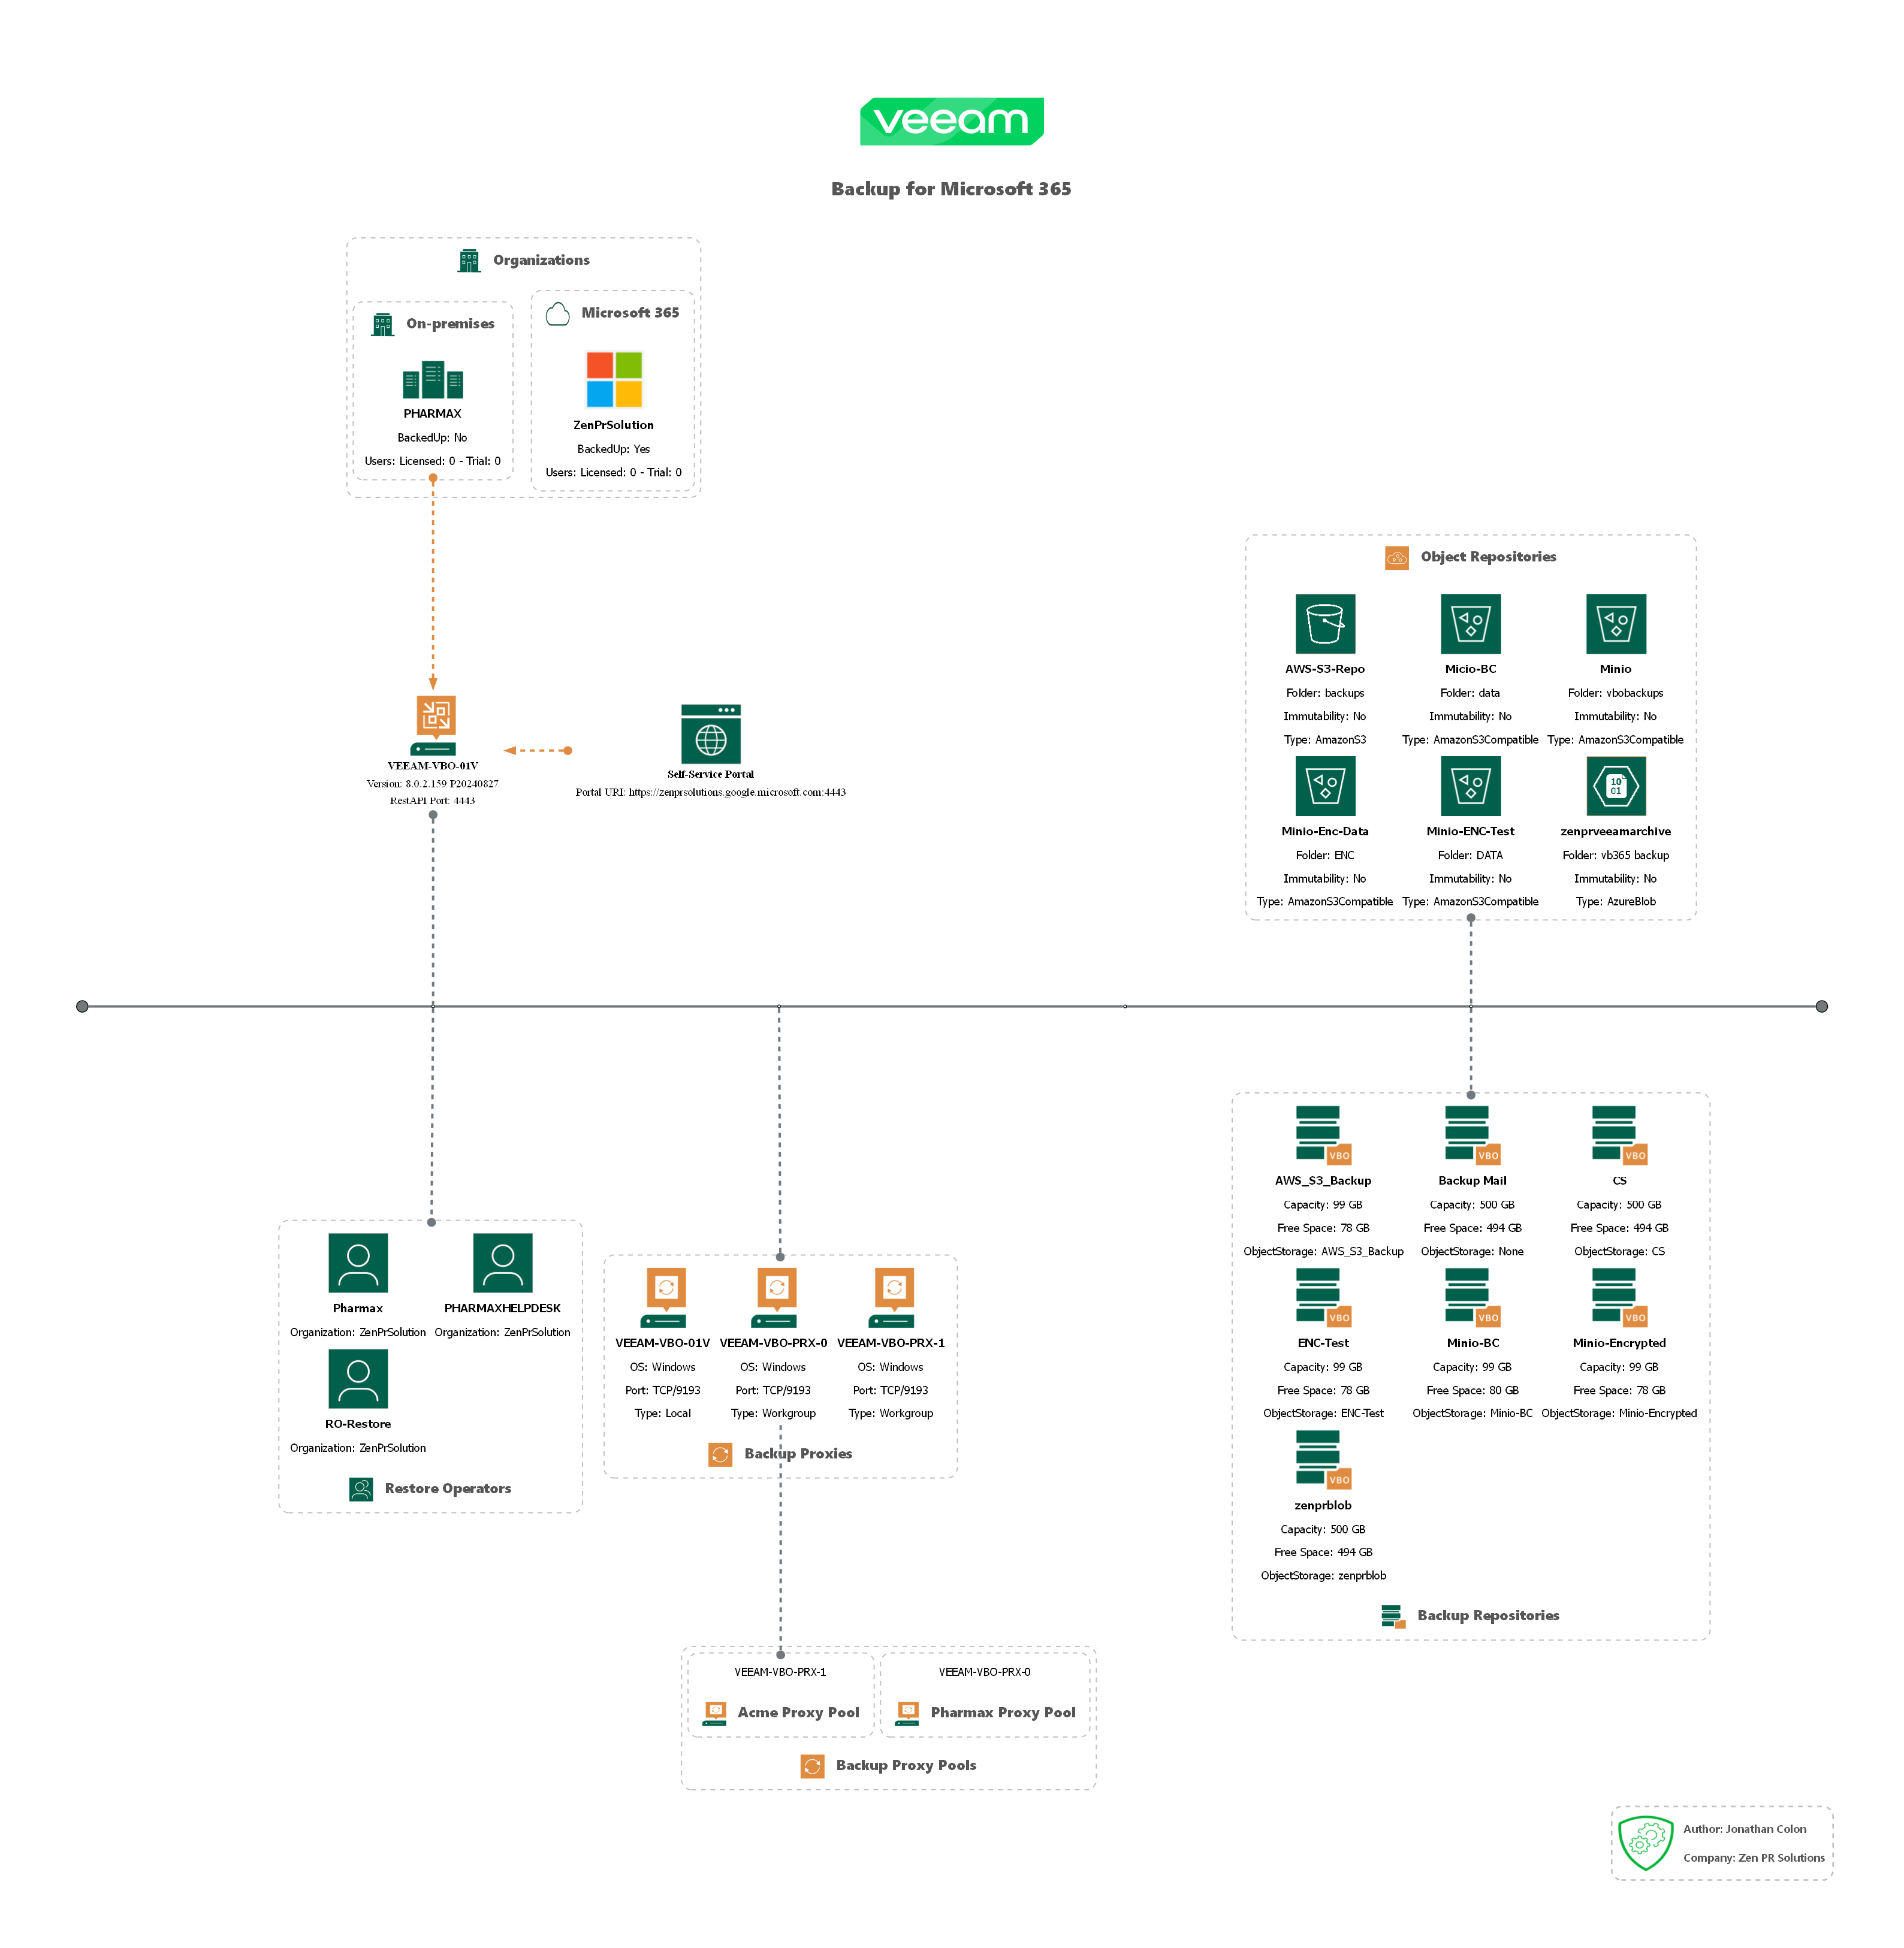 veeam
Backup for Microsoft 365
Organizations
On-premises
PHARMAX
BackedUp: No
Users: Licensed: 0 - Trial: 0
Microsoft 365
ZenPrSolution
BackedUp: Yes
Users: Licensed: 0 - Trial: 0
VEEAM-VBO-01V
Version: 8.0.2.159 P20240827
RestAPI Port: 4443
Self-Service Portal
Portal URI: https://zenprsolutions.google.microsoft.com:4443
Object Repositories
AWS-S3-Repo
Folder: backups
Immutability: No
Type: AmazonS3
Micio-BC
Folder: data
Immutability: No
Type: AmazonS3Compatible
Minio
Folder: vbobackups
Immutability: No
Type: AmazonS3Compatible
Minio-Enc-Data
Folder: ENC
Immutability: No
Type: AmazonS3Compatible
Minio-ENC-Test
Folder: DATA
Immutability: No
Type: AmazonS3Compatible
10
01
zenprveeamarchive
Folder: vb365 backup
Immutability: No
Type: AzureBlob
Pharmax
Organization: ZenPrSolution
PHARMAXHELPDESK
Organization: ZenPrSolution
RO-Restore
Organization: ZenPrSolution
Restore Operators
VEEAM-VBO-01V
OS: Windows
Port: TCP/9193
Type: Local
VEEAM-VBO-PRX-0
OS: Windows
Port: TCP/9193
Type: Workgroup
VEEAM-VBO-PRX-1
OS: Windows
Port: TCP/9193
Type: Workgroup
Backup Proxies
VBO
AWS_S3_Backup
Capacity: 99 GB
Free Space: 78 GB
ObjectStorage: AWS_S3_Backup
VBO
Backup Mail
Capacity: 500 GB
Free Space: 494 GB
ObjectStorage: None
VBO
CS
Capacity: 500 GB
Free Space: 494 GB
ObjectStorage: CS
VBO
ENC-Test
Capacity: 99 GB
Free Space: 78 GB
ObjectStorage: ENC-Test
VBO
Minio-BC
Capacity: 99 GB
Free Space: 80 GB
ObjectStorage: Minio-BC
VBO
Minio-Encrypted
Capacity: 99 GB
Free Space: 78 GB
ObjectStorage: Minio-Encrypted
VBO
zenprblob
Capacity: 500 GB
Free Space: 494 GB
ObjectStorage: zenprblob
Backup Repositories
VEEAM-VBO-PRX-1
Acme Proxy Pool
VEEAM-VBO-PRX-0
Pharmax Proxy Pool
Backup Proxy Pools
Author: Jonathan Colon
Company: Zen PR Solutions